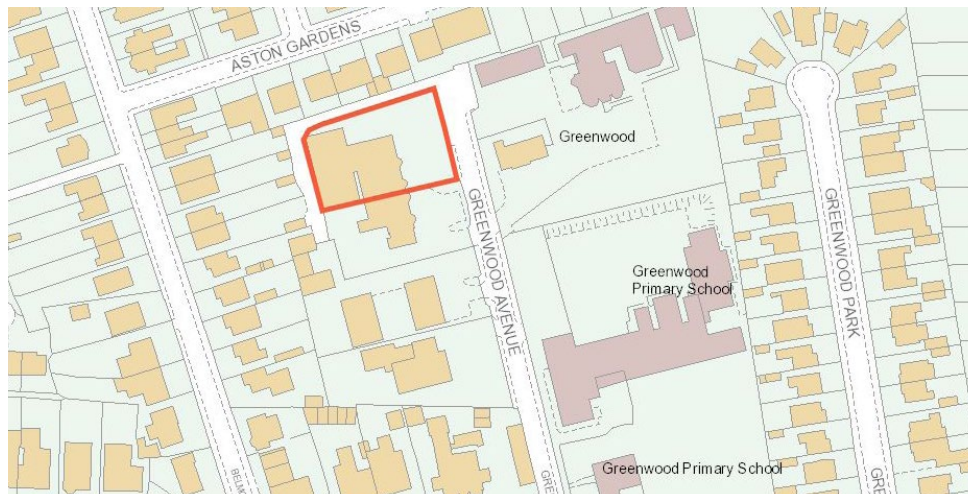 ASTON GARDENS
Greenwood
GREENWOOD AVENUE
Greenwood
Primary School
GREENWOOD PARK
Greenwood Primary School